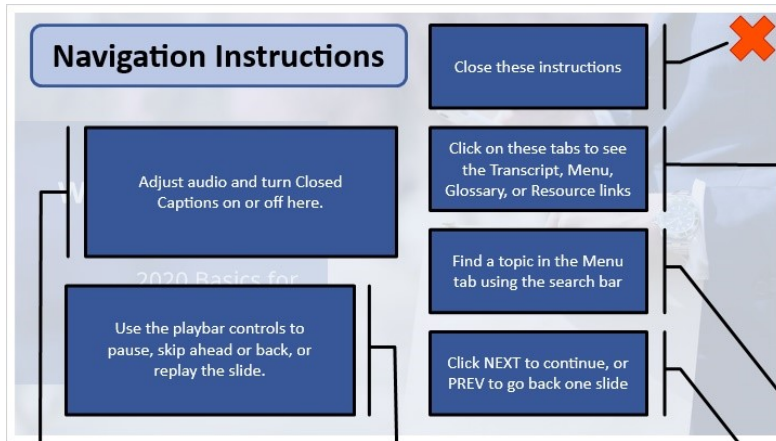 Navigation Instructions
Close these instructions
Adjust audio and turn Closed
Captions on or off here.
Click on these tabs to see
the Transcript, Menu,
Glossary, or Resource links
W
2020 Basics for
Find a topic in the Menu
tab using the search bar
Use the playbar controls to
pause, skip ahead or back, or
replay the slide.
Click NEXT to continue, or
PREV to go back one slide